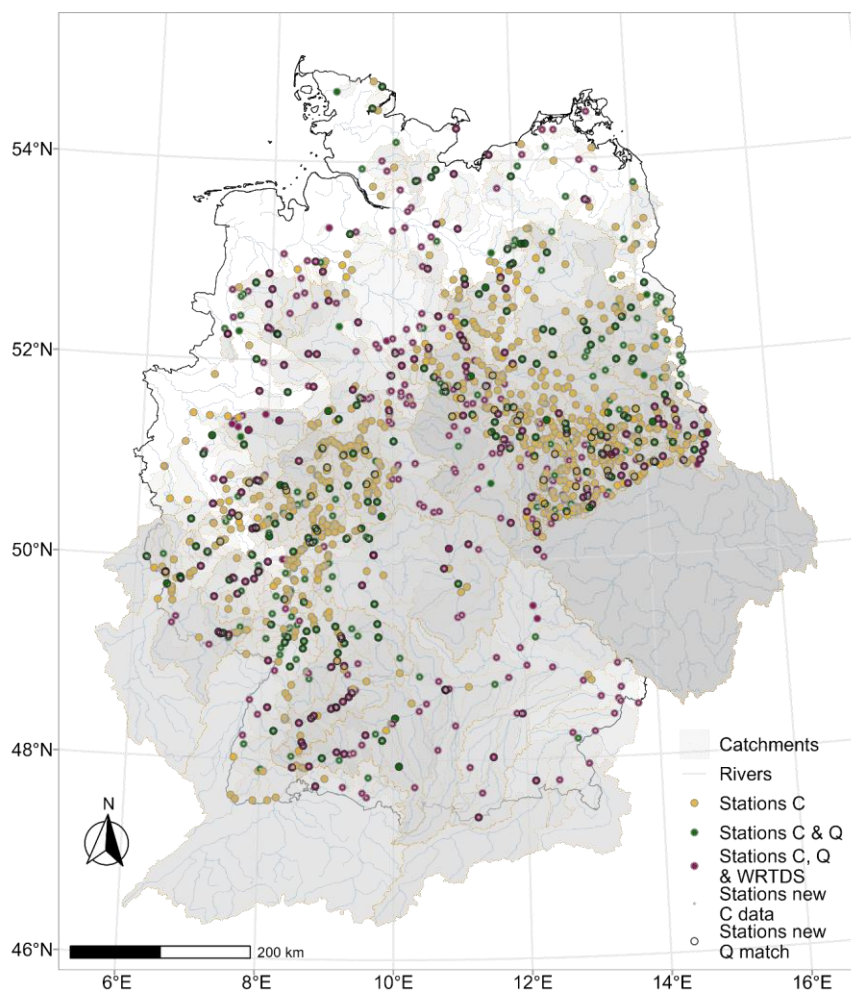 54°N
52°N
50°N
48°N
46°N
Catchments
Rivers
Stations C
Stations C & Q
Stations C, Q
& WRTDS
Stations new
C data
Stations new
Q match
N
200 km
6°E
8°E
10°E
12°E
14°E
16°E